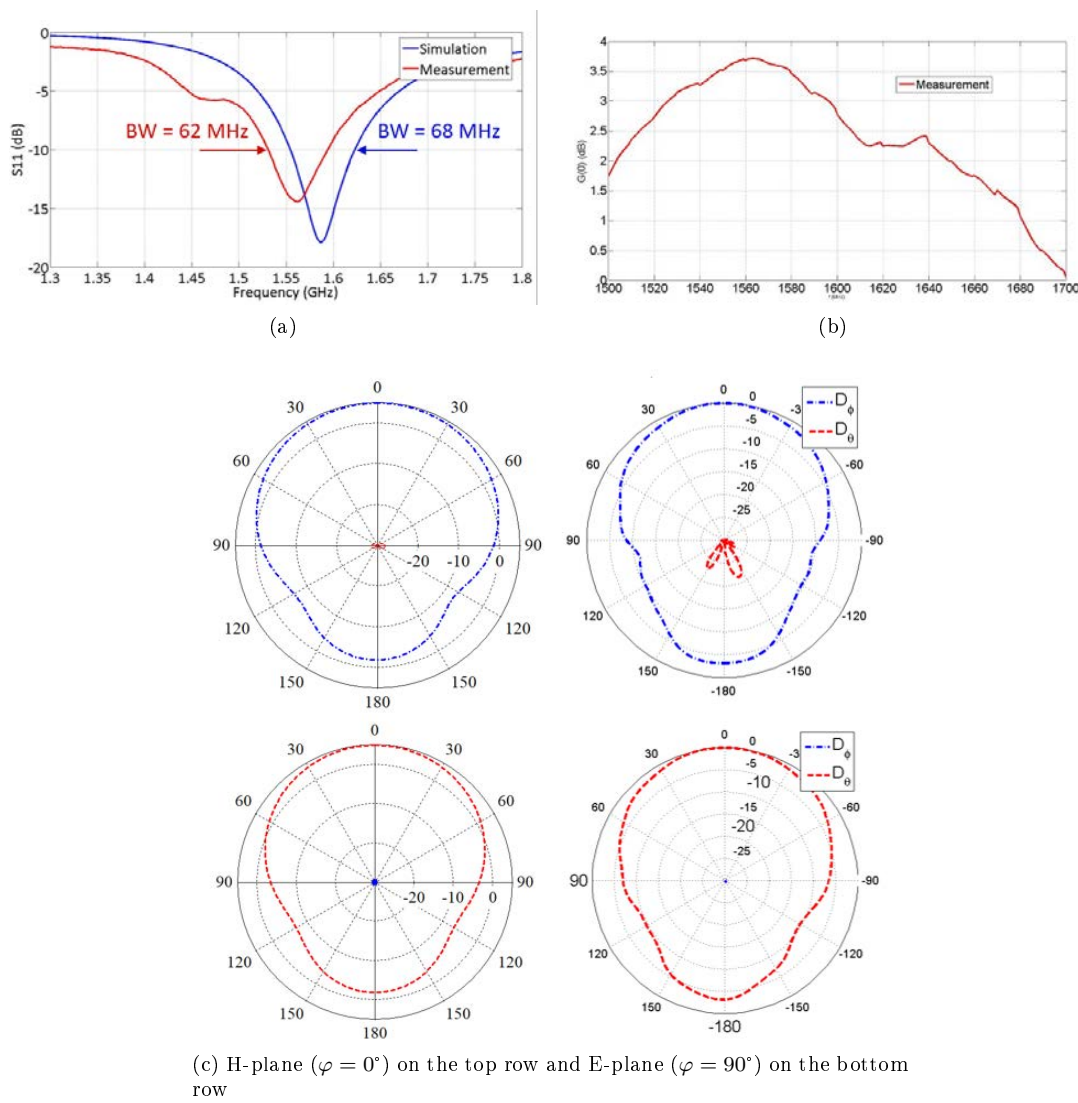 0
-5
-10
-15
-20
S11 (dB)
Simulation
Measurement
BW = 62 MHz
BW = 68 MHz
1.3 1.35 1.4 1.45 1.5 1.55 1.6 1.65 1.7 1.75 1.8
Frequency (GHz)
(a)
4
3.5
3
2.5
2
1.5
1
0.5
0
G(0) (dB)
Measurement
1500 1520 1540 1560 1580 1600 1620 1640 1660 1680 1700
(b)
0
30 30
60 60
90 -20 -10 0 90
120 120
150 150
180
0 0
30 -3
-5
-10
60 -15 -60
-20
-25
90 -90
120 -120
150 -150
-180
Dϕ
Dθ
0
30 30
60 60
90 -20 -10 0 90
120 120
150 150
180
0 0
30 -3
-5
-10
60 -15 -60
-20
-25
90 -90
120 -120
150 -150
-180
Dϕ
Dθ
(c) H-plane (φ = 0°) on the top row and E-plane (φ = 90°) on the bottom
row